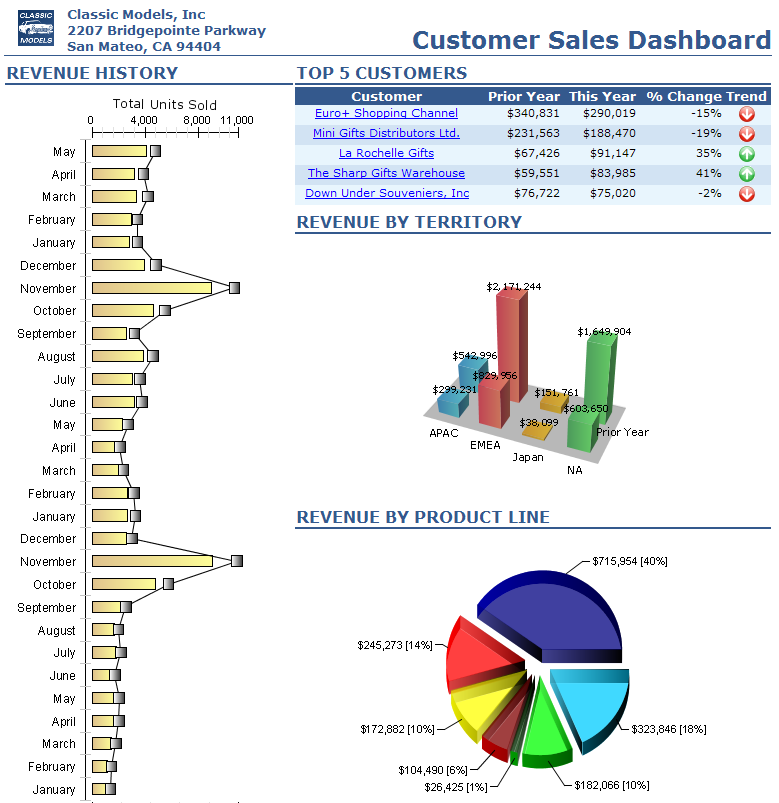 CLASSIC
MODELS
Classic Models, Inc
2207 Bridgepointe Parkway
San Mateo, CA 94404
Customer Sales Dashboard
REVENUE HISTORY
Total Units Sold
0 4,000 8,000 11,000
May
April
March
February
January
December
November
October
September
August
July
June
May
April
March
February
January
December
November
October
September
August
July
June
May
April
March
February
January
TOP 5 CUSTOMERS
Customer Prior Year This Year % Change Trend
Euro+ Shopping Channel $340,831 $290,019 -15%
Mini Gifts Distributors Ltd. $231,563 $188,470 -19%
La Rochelle Gifts $67,426 $91,147 35%
The Sharp Gifts Warehouse $59,551 $83,985 41%
Down Under Souveniers, Inc $76,722 $75,020 -2%
REVENUE BY TERRITORY
$2,171,244
$1,649,904
$542,996
$829,956
$299,231
$151,761
$603,650
$38,099
Prior Year
APAC
EMEA
Japan
NA
REVENUE BY PRODUCT LINE
$715,954 [40%]
$245,273 [14%]
$172,882 [10%]
$323,846 [18%]
$104,490 [6%]
$26,425 [1%]
$182,066 [10%]